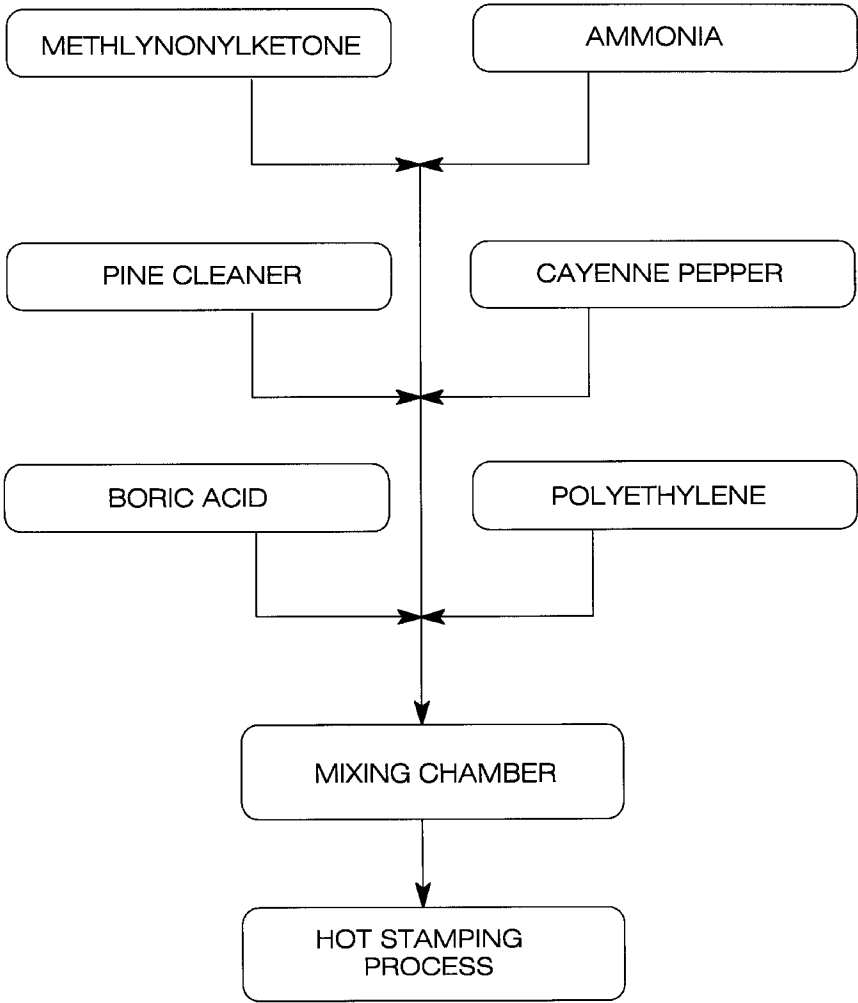 METHLYNONYLKETONE
AMMONIA
PINE CLEANER
CAYENNE PEPPER
BORIC ACID
POLYETHYLENE
MIXING CHAMBER
HOT STAMPING
PROCESS